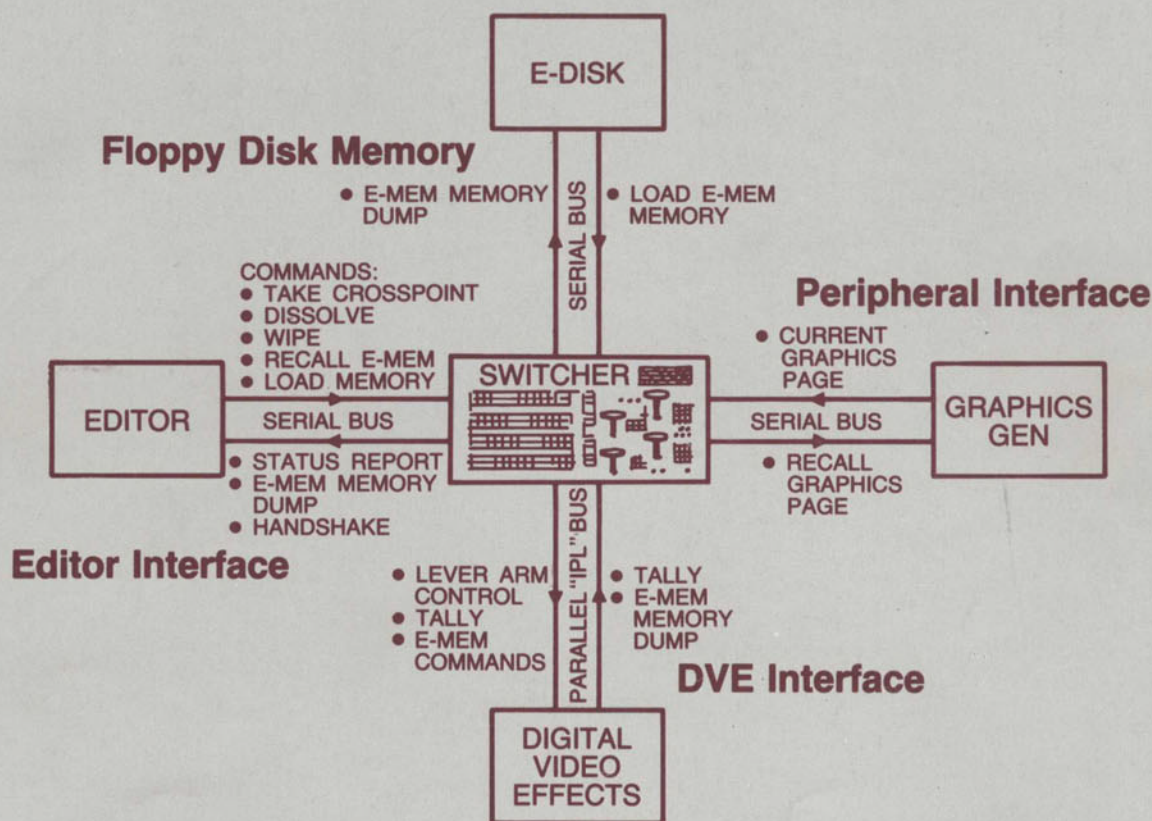 E-DISK
Floppy Disk Memory
● E-MEM MEMORY
DUMP
SERIAL BUS
● LOAD E-MEM
MEMORY
COMMANDS:
● TAKE CROSSPOINT
● DISSOLVE
● WIPE
● RECALL E-MEM
● LOAD MEMORY
Peripheral Interface
● CURRENT
GRAPHICS
PAGE
EDITOR
SERIAL BUS
SWITCHER
SERIAL BUS
GRAPHICS
GEN
● STATUS REPORT
● E-MEM MEMORY
DUMP
● HANDSHAKE
● RECALL
GRAPHICS
PAGE
Editor Interface
● LEVER ARM
CONTROL
● TALLY
● E-MEM
COMMANDS
PARALLEL "IPL" BUS
● TALLY
● E-MEM
MEMORY
DUMP
DVE Interface
DIGITAL
VIDEO
EFFECTS